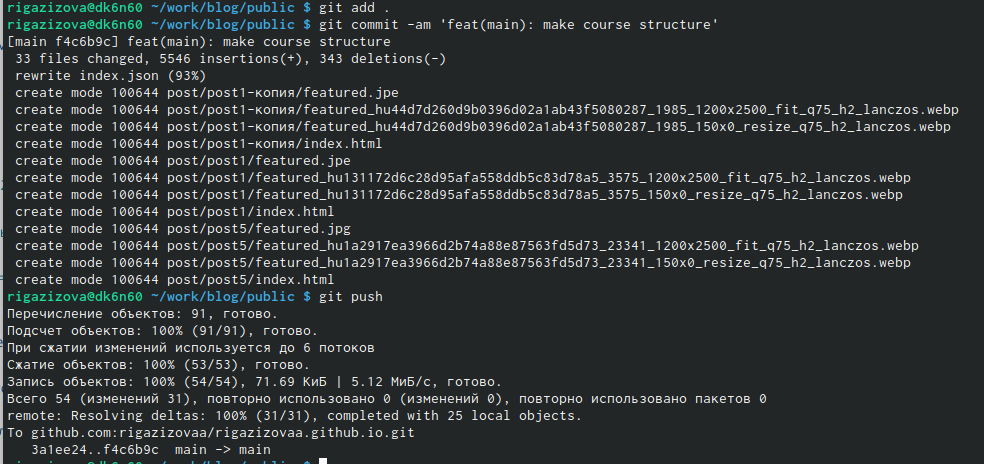 rigazizova@dk6n60 ~/work/blog/public $ git add .
rigazizova@dk6n60 ~/work/blog/public $ git commit -am 'feat(main): make course structure'
[main f4c6b9c] feat(main): make course structure
 33 files changed, 5546 insertions(+), 343 deletions(-)
 rewrite index.json (93%)
 create mode 100644 post/post1-копия/featured.jpe
 create mode 100644 post/post1-копия/featured_hu44d7d260d9b0396d02a1ab43f5080287_1985_1200x2500_fit_q75_h2_lanczos.webp
 create mode 100644 post/post1-копия/featured_hu44d7d260d9b0396d02a1ab43f5080287_1985_150x0_resize_q75_h2_lanczos.webp
 create mode 100644 post/post1-копия/index.html
 create mode 100644 post/post1/featured.jpe
 create mode 100644 post/post1/featured_hu131172d6c28d95afa558ddb5c83d78a5_3575_1200x2500_fit_q75_h2_lanczos.webp
 create mode 100644 post/post1/featured_hu131172d6c28d95afa558ddb5c83d78a5_3575_150x0_resize_q75_h2_lanczos.webp
 create mode 100644 post/post1/index.html
 create mode 100644 post/post5/featured.jpg
 create mode 100644 post/post5/featured_hu1a2917ea3966d2b74a88e87563fd5d73_23341_1200x2500_fit_q75_h2_lanczos.webp
 create mode 100644 post/post5/featured_hu1a2917ea3966d2b74a88e87563fd5d73_23341_150x0_resize_q75_h2_lanczos.webp
 create mode 100644 post/post5/index.html
rigazizova@dk6n60 ~/work/blog/public $ git push
Перечисление объектов: 91, готово.
Подсчет объектов: 100% (91/91), готово.
При сжатии изменений используется до 6 потоков
Сжатие объектов: 100% (53/53), готово.
Запись объектов: 100% (54/54), 71.69 КиБ | 5.12 МиБ/с, готово.
Всего 54 (изменений 31), повторно использовано 0 (изменений 0), повторно использовано пакетов 0
remote: Resolving deltas: 100% (31/31), completed with 25 local objects.
To github.com:rigazizovaa/rigazizovaa.github.io.git
   3a1ee24..f4c6b9c  main -> main
rigazizova@dk6n60 ~/work/blog/public $